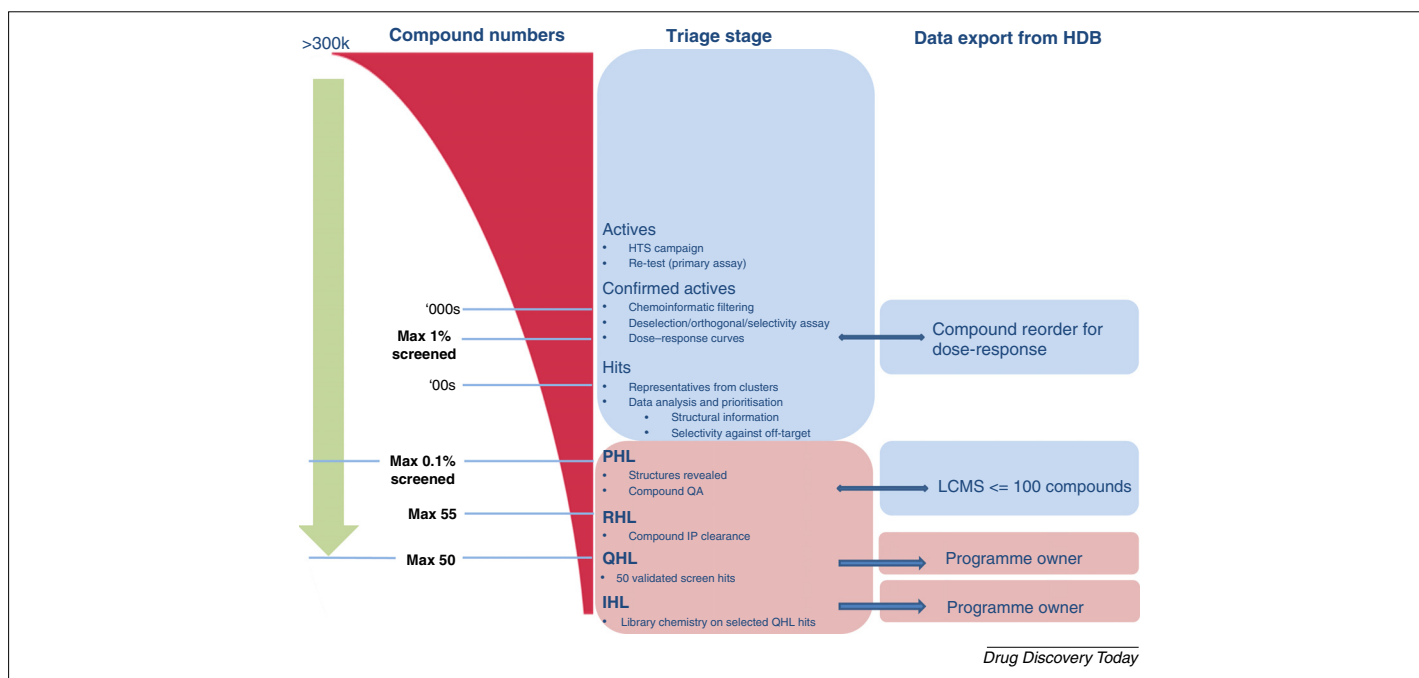 >300k
Compound numbers
Triage stage
Data export from HDB
Actives
• HTS campaign
• Re-test (primary assay)
Confirmed actives
• Chemoinformatic filtering
• Deselection/orthogonal/selectivity assay
• Dose–response curves
Hits
• Representatives from clusters
• Data analysis and prioritisation
• Structural information
• Selectivity against off-target
PHL
• Structures revealed
• Compound QA
RHL
• Compound IP clearance
QHL
• 50 validated screen hits
IHL
• Library chemistry on selected QHL hits
‘000s
Max 1%
screened
‘00s
Max 0.1%
screened
Max 55
Max 50
Compound reorder for
dose-response
LCMS <= 100 compounds
Programme owner
Programme owner
Drug Discovery Today